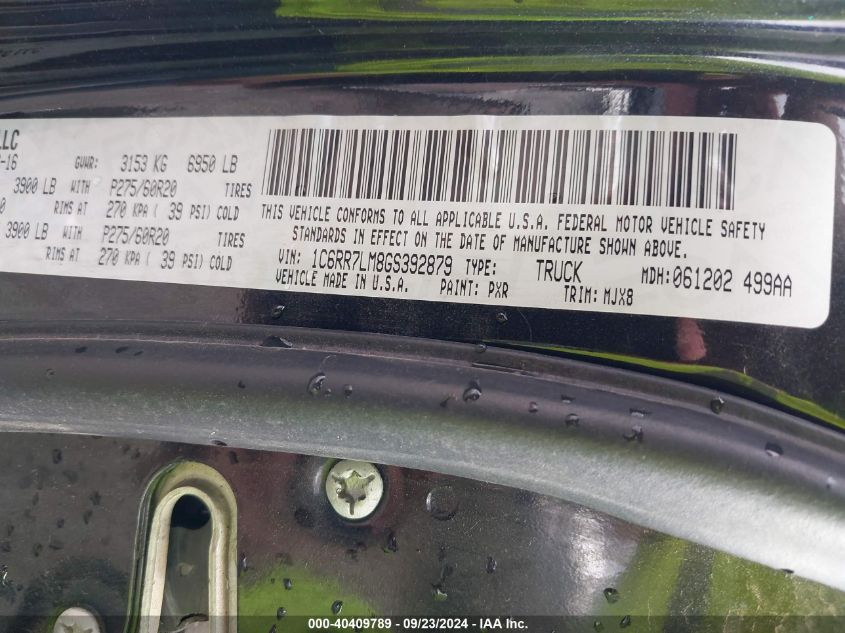 LLC
-16 GVWR: 3153 KG 6950 LB
3900 LB WITH P275/60R20 TIRES
0 RIMS AT 270 KPA ( 39 PSI) COLD
3900 LB WITH P275/60R20 TIRES
RIMS AT 270 KPA ( 39 PSI) COLD
THIS VEHICLE CONFORMS TO ALL APPLICABLE U.S.A. FEDERAL MOTOR VEHICLE SAFETY
STANDARDS IN EFFECT ON THE DATE OF MANUFACTURE SHOWN ABOVE.
VIN: 1C6RR7LM8GS392879 TYPE: TRUCK MDH:061202 499AA
VEHICLE MADE IN U.S.A. PAINT: PXR TRIM: MJX8
000-40409789 - 09/23/2024 - IAA Inc.